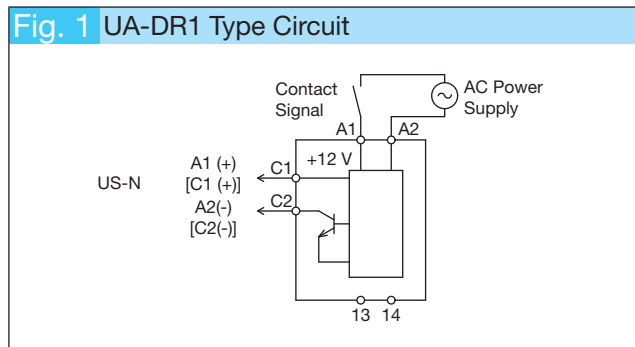 Fig. 1 UA-DR1 Type Circuit
Contact
Signal
AC Power
Supply
A1
A2
+12 V
US-N
A1 (+)
[C1 (+)]
C1
A2(-)
[C2(-)]
C2
13 14